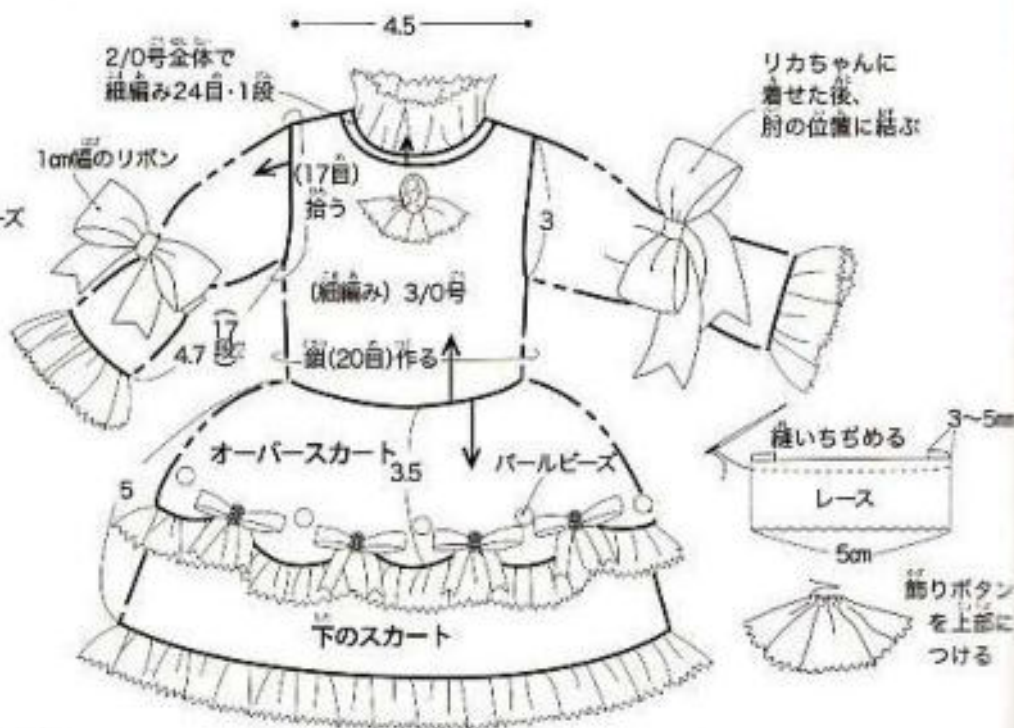 4.5
2/0号全体で
細編み24目・1段
リカちゃんに
着せた後、
肘の位置に結ぶ
1cm幅のリボン
ーズ
(17目)
拾う
3
(細編み) 3/0号
(17段)
4.7
鎖(20目)作る
3〜5㎜
縫いちぢめる
レース
5cm
オーバースカート
3.5
パールビーズ
5
飾りボタン
を上部に
つける
下のスカート